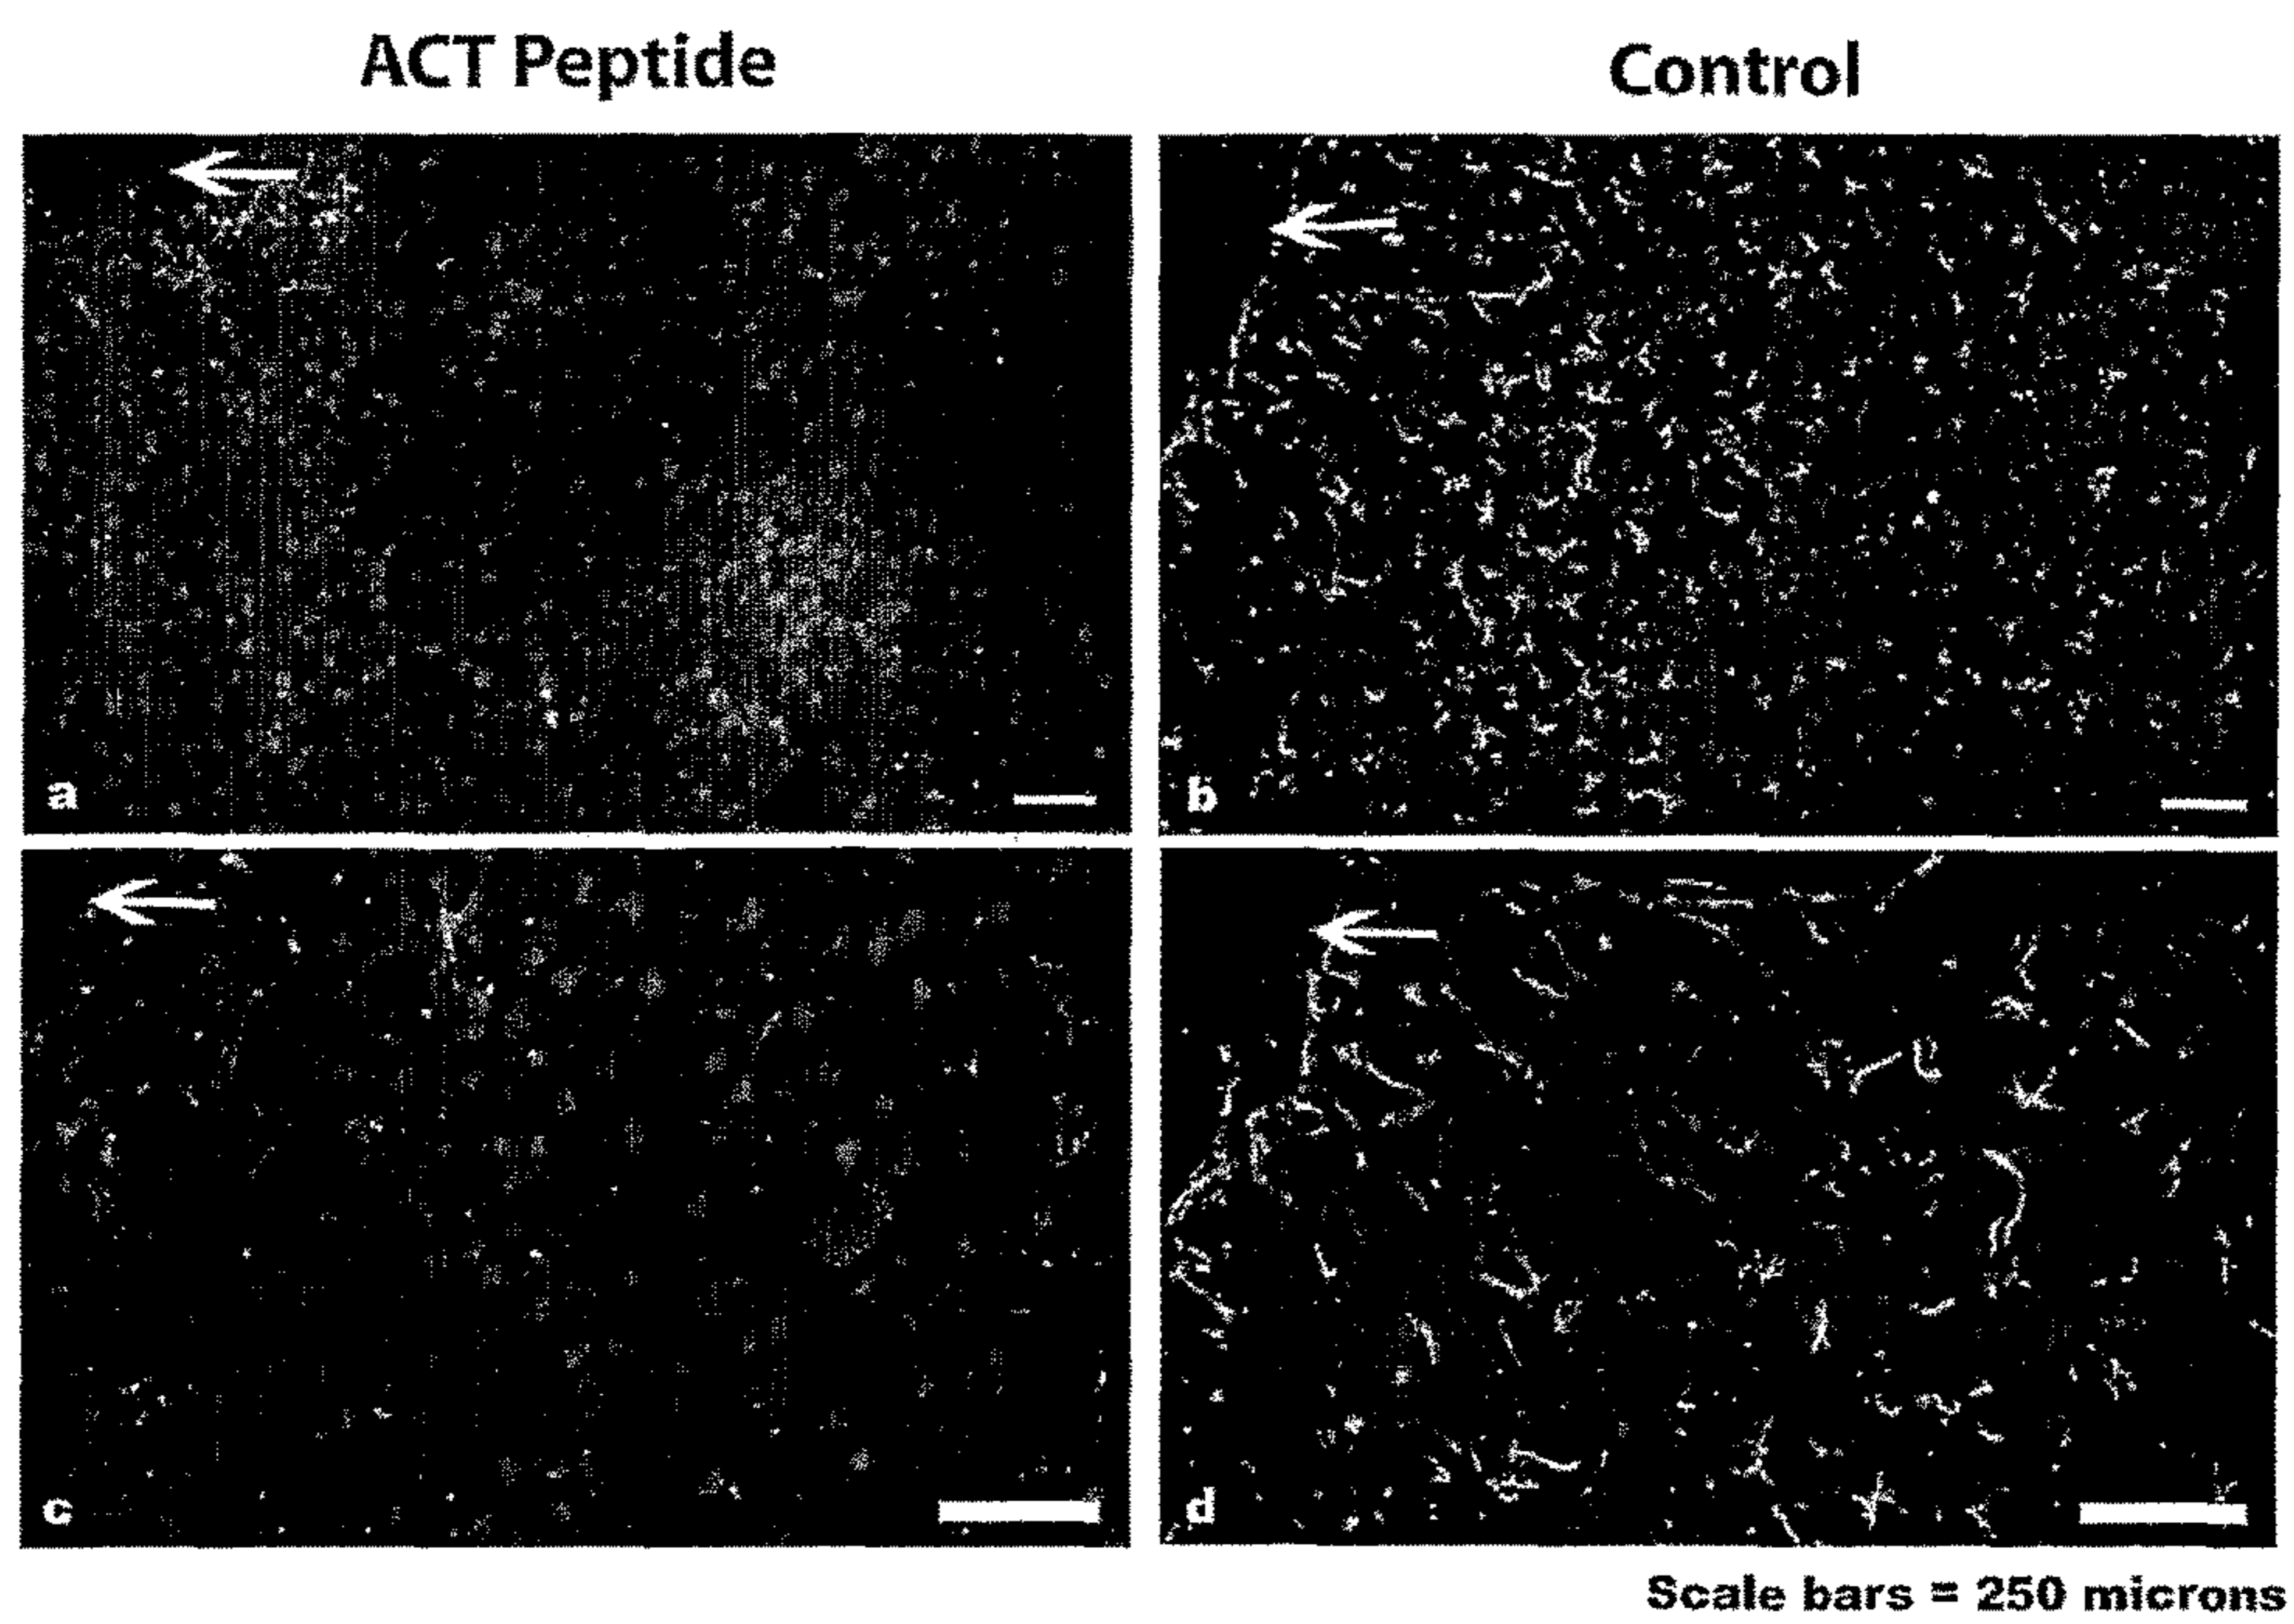 ACT Peptide
Control
a
b
c
d
Scale bars = 250 microns